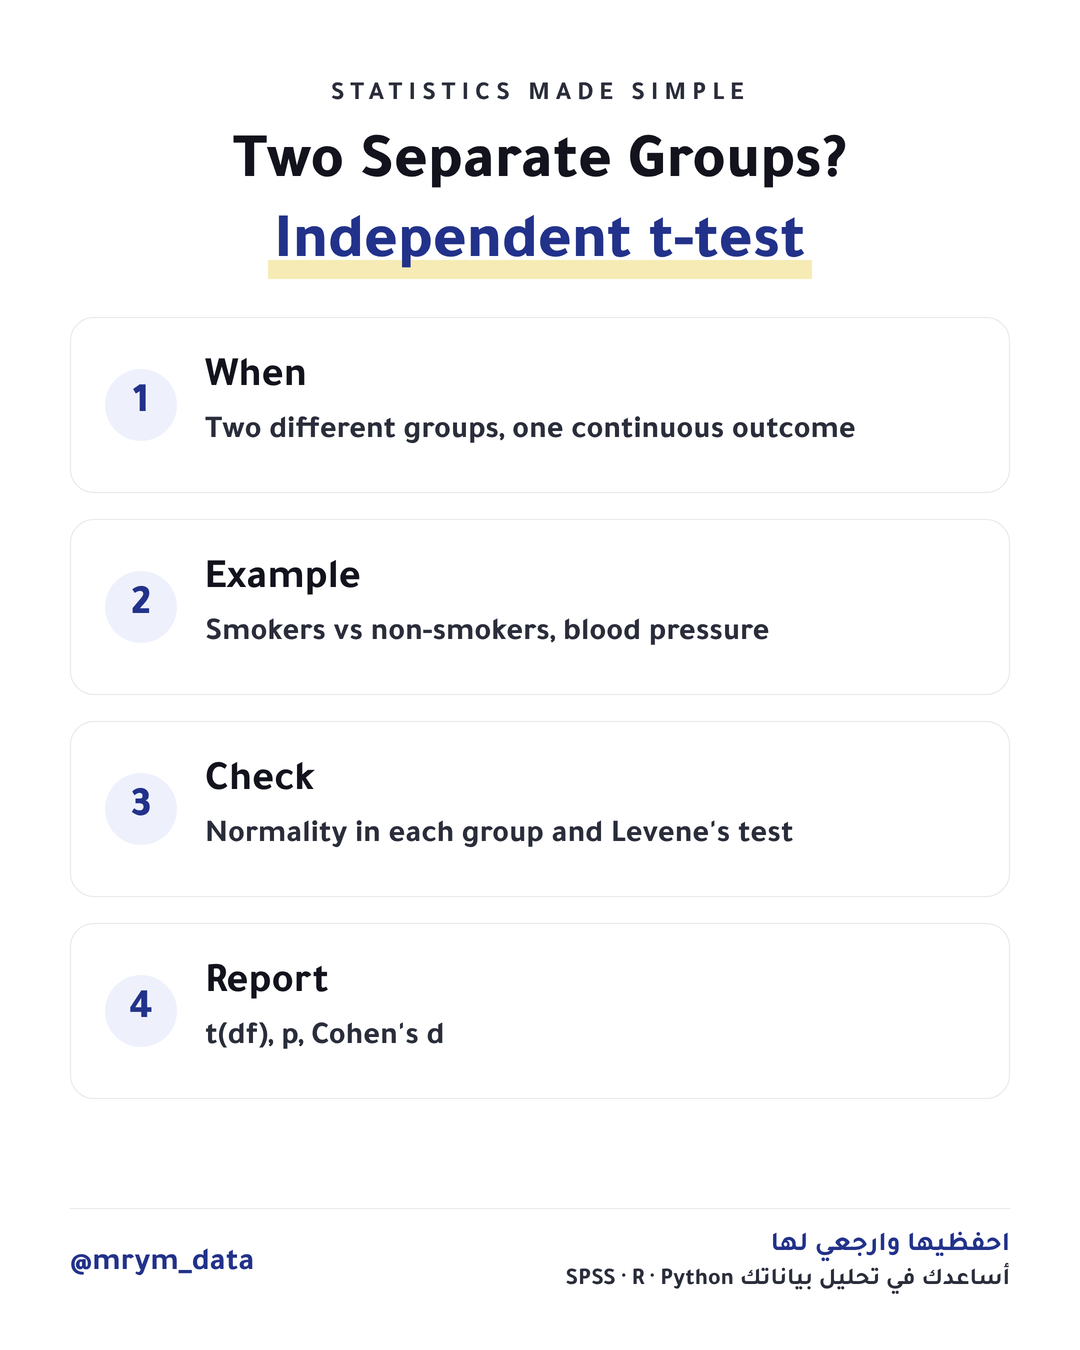 STATISTICS MADE SIMPLE
Two Separate Groups?
Independent t-test
1
When
Two different groups, one continuous outcome
2
Example
Smokers vs non-smokers, blood pressure
3
Check
Normality in each group and Levene's test
4
Report
t(df), p, Cohen's d
@mrym_data
احفظيها وارجعي لها
أساعدك في تحليل بياناتك SPSS · R · Python